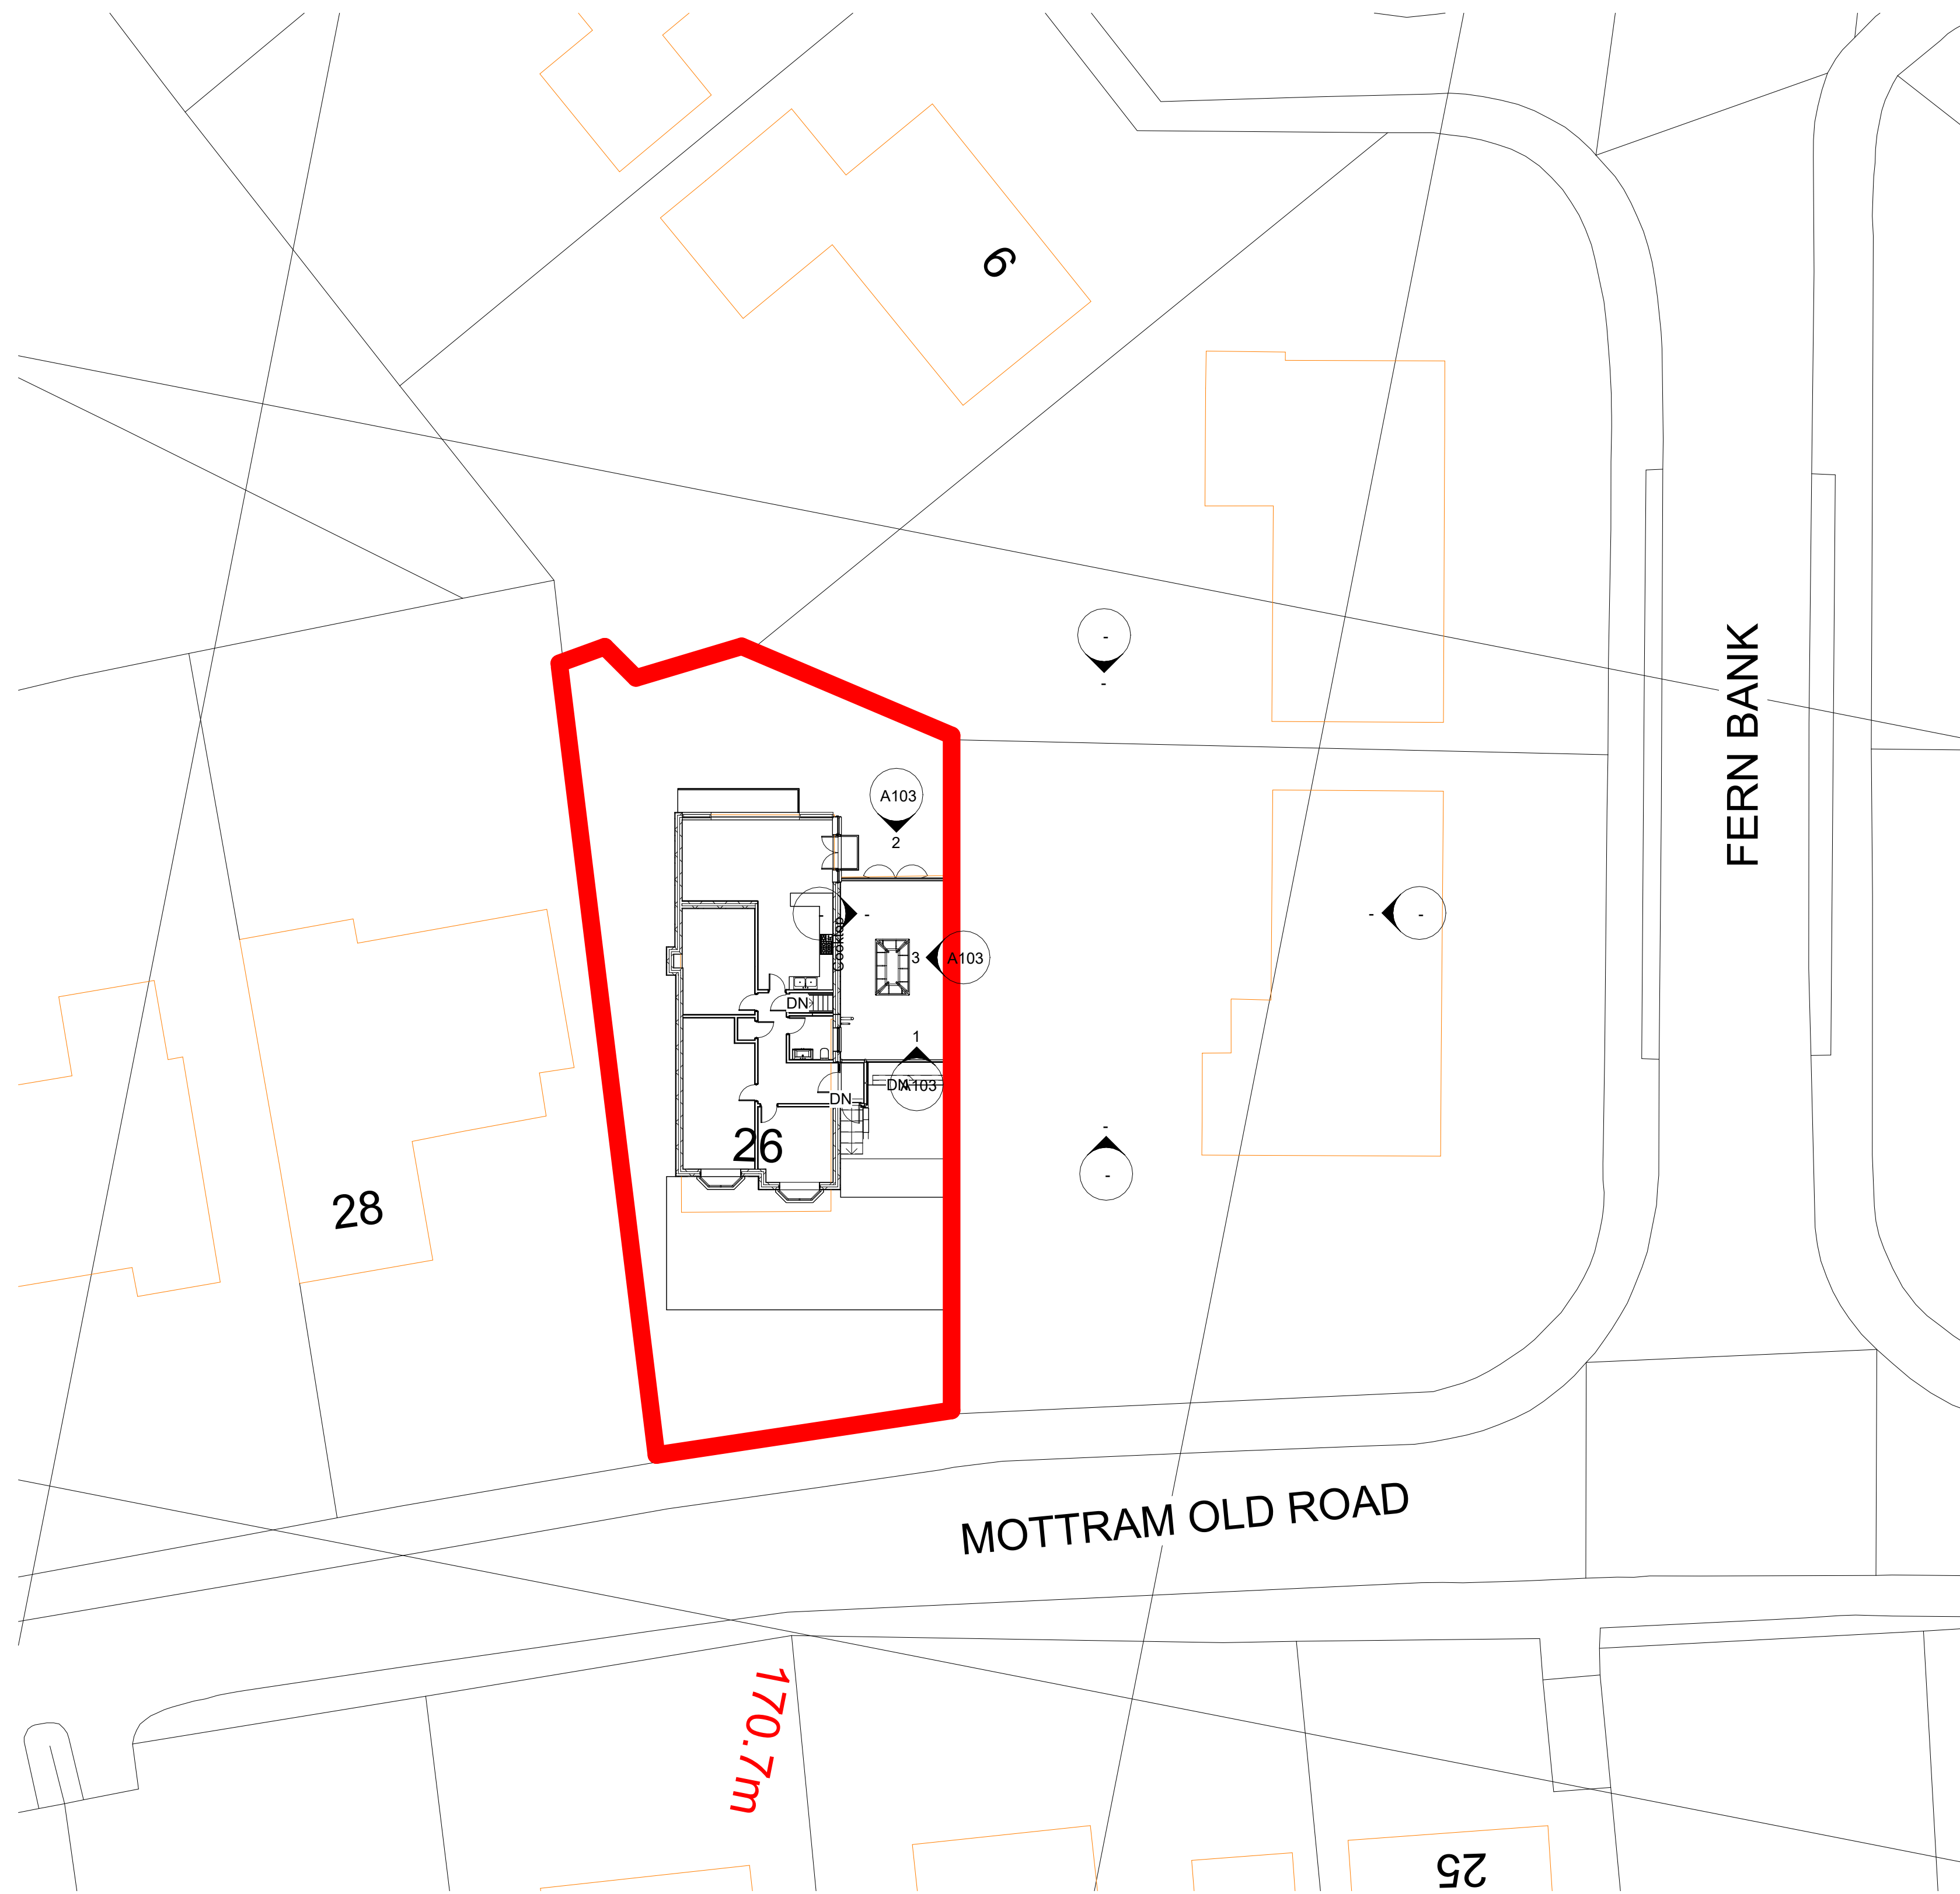 6
-
-
FERN BANK
A103
2
-
-
-
-
Cooktop
3
A103
DN
1
DN
A103
DN
-
26
-
28
MOTTRAM OLD ROAD
170.7m
25